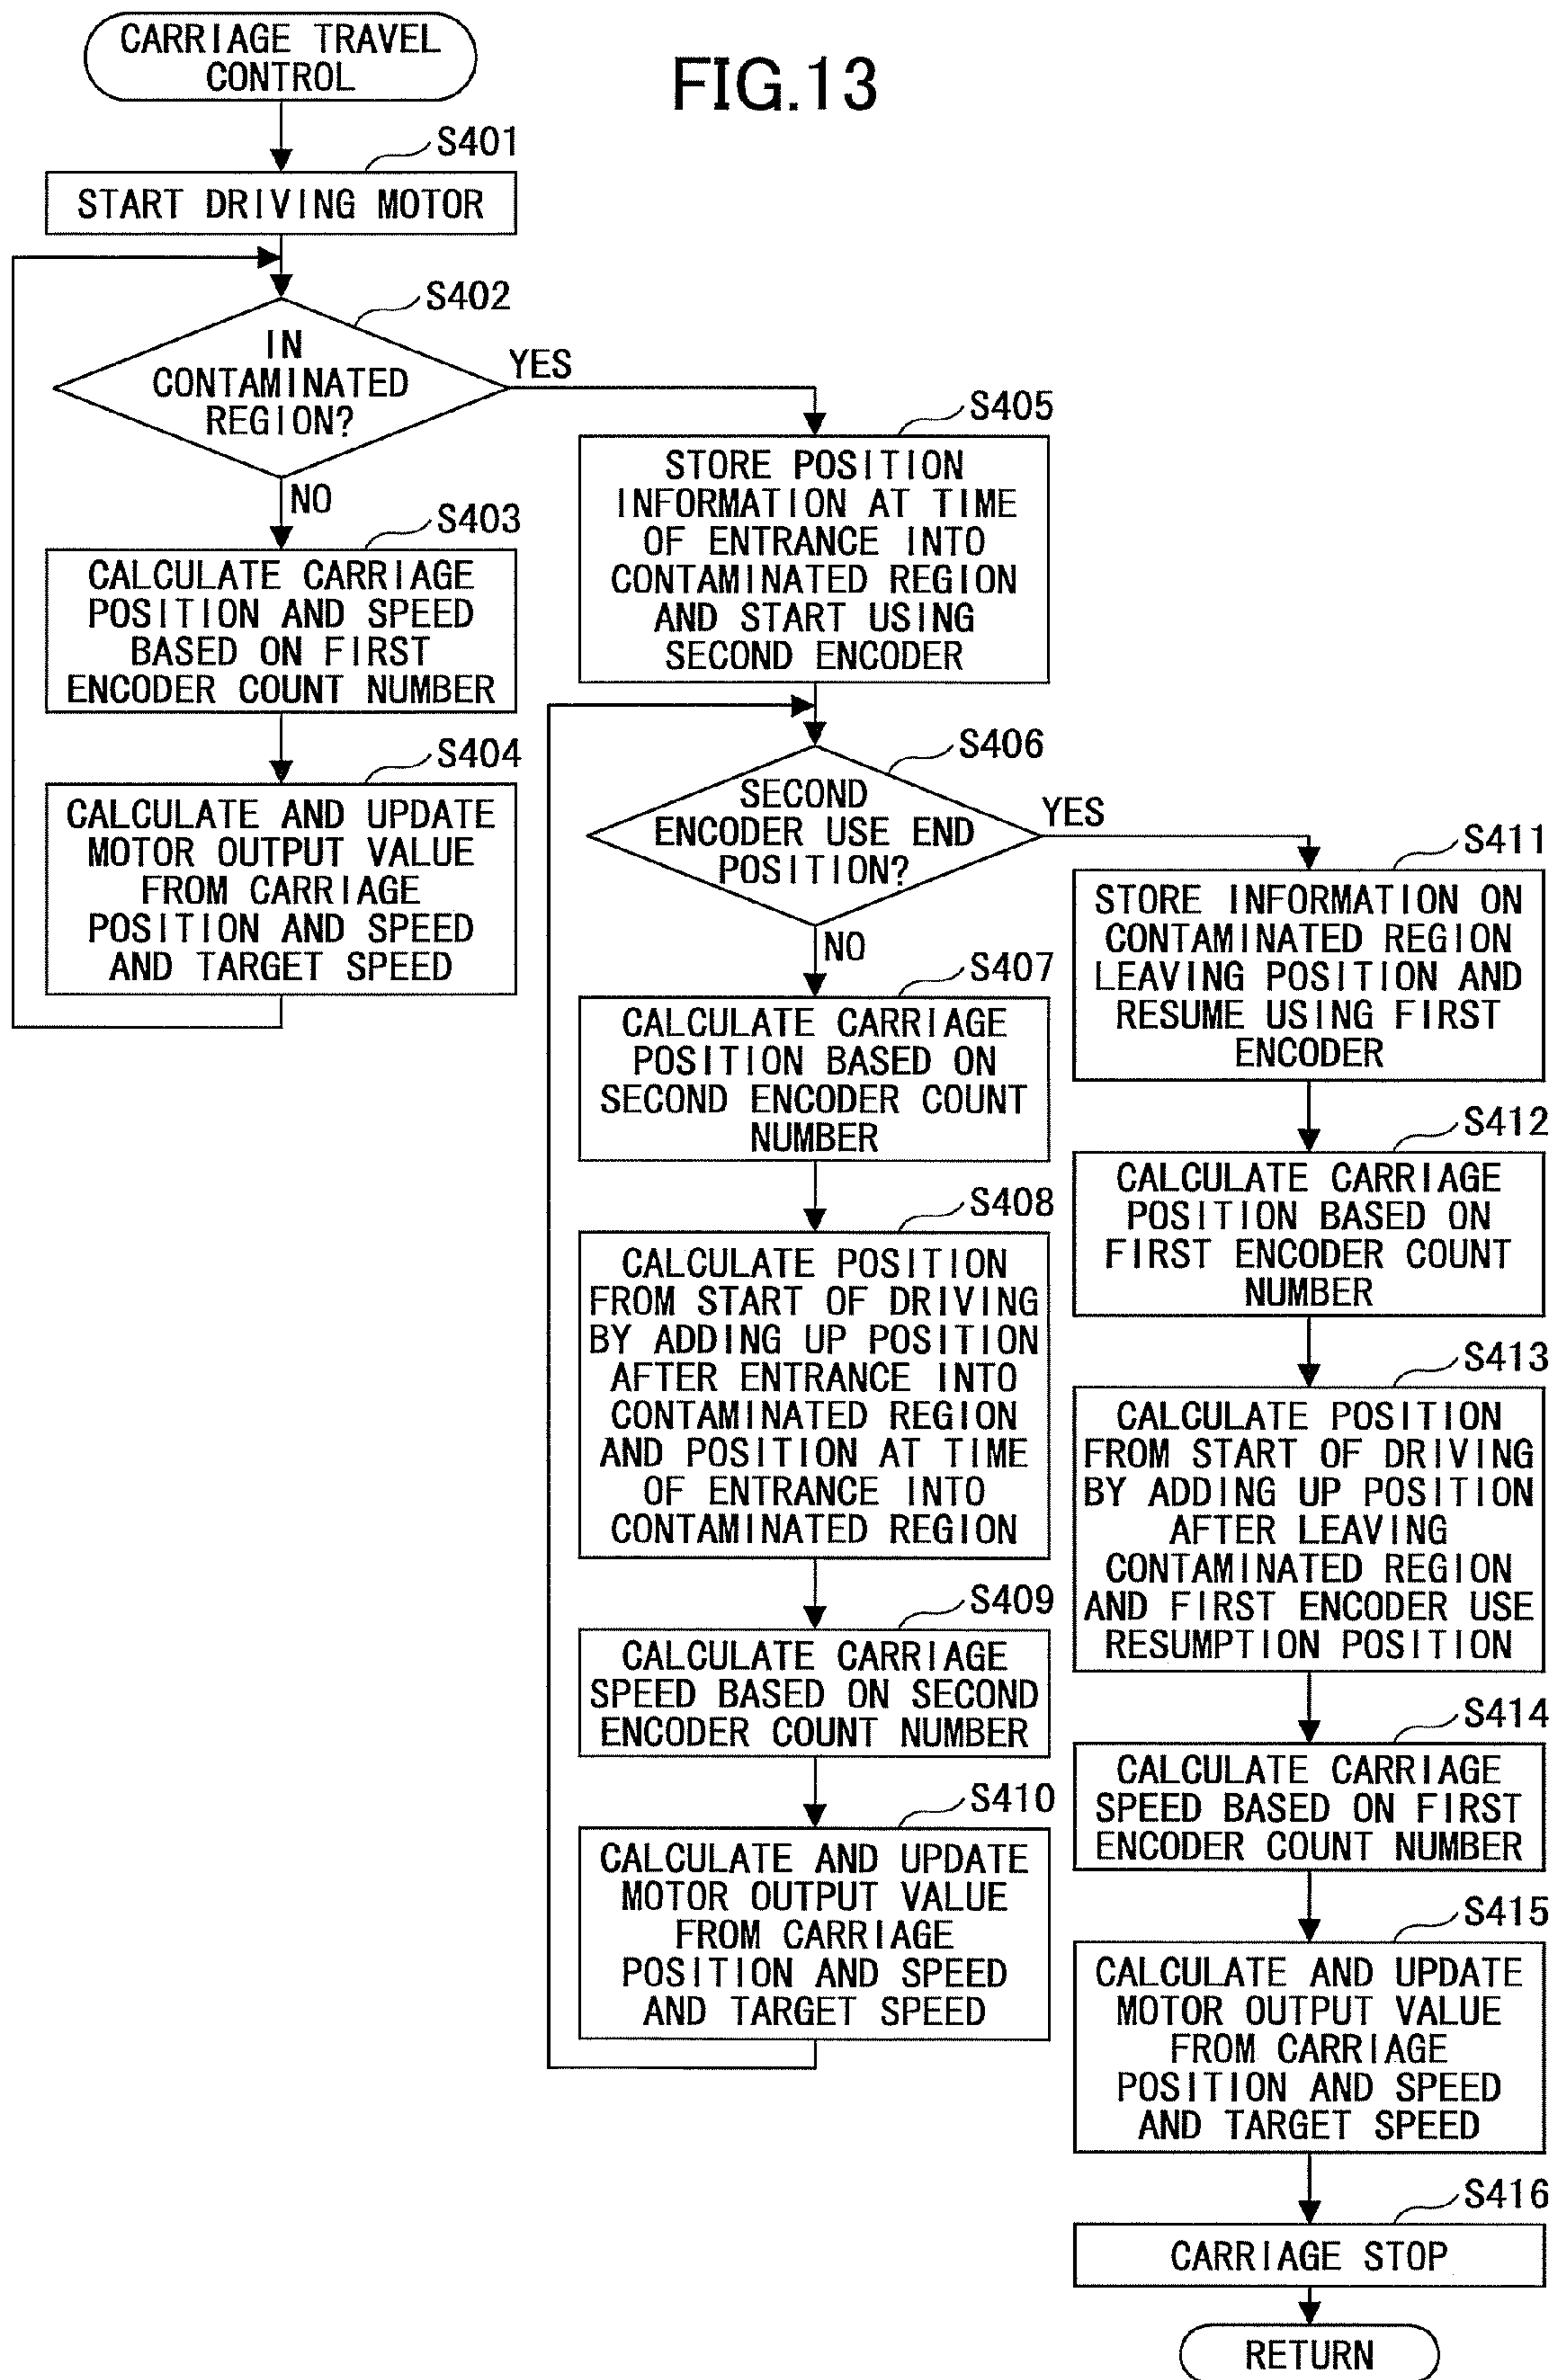 CARRIAGE TRAVEL
CONTROL
FIG.13
S401
START DRIVING MOTOR
S402
IN
CONTAMINATED
REGION?
YES
NO
S403
CALCULATE CARRIAGE
POSITION AND SPEED
BASED ON FIRST
ENCODER COUNT NUMBER
S404
CALCULATE AND UPDATE
MOTOR OUTPUT VALUE
FROM CARRIAGE
POSITION AND SPEED
AND TARGET SPEED
S405
STORE POSITION
INFORMATION AT TIME
OF ENTRANCE INTO
CONTAMINATED REGION
AND START USING
SECOND ENCODER
S406
SECOND
ENCODER USE END
POSITION?
YES
NO
S407
CALCULATE CARRIAGE
POSITION BASED ON
SECOND ENCODER COUNT
NUMBER
S408
CALCULATE POSITION
FROM START OF DRIVING
BY ADDING UP POSITION
AFTER ENTRANCE INTO
CONTAMINATED REGION
AND POSITION AT TIME
OF ENTRANCE INTO
CONTAMINATED REGION
S409
CALCULATE CARRIAGE
SPEED BASED ON SECOND
ENCODER COUNT NUMBER
S410
CALCULATE AND UPDATE
MOTOR OUTPUT VALUE
FROM CARRIAGE
POSITION AND SPEED
AND TARGET SPEED
S411
STORE INFORMATION ON
CONTAMINATED REGION
LEAVING POSITION AND
RESUME USING FIRST
ENCODER
S412
CALCULATE CARRIAGE
POSITION BASED ON
FIRST ENCODER COUNT
NUMBER
S413
CALCULATE POSITION
FROM START OF DRIVING
BY ADDING UP POSITION
AFTER LEAVING
CONTAMINATED REGION
AND FIRST ENCODER USE
RESUMPTION POSITION
S414
CALCULATE CARRIAGE
SPEED BASED ON FIRST
ENCODER COUNT NUMBER
S415
CALCULATE AND UPDATE
MOTOR OUTPUT VALUE
FROM CARRIAGE
POSITION AND SPEED
AND TARGET SPEED
S416
CARRIAGE STOP
RETURN